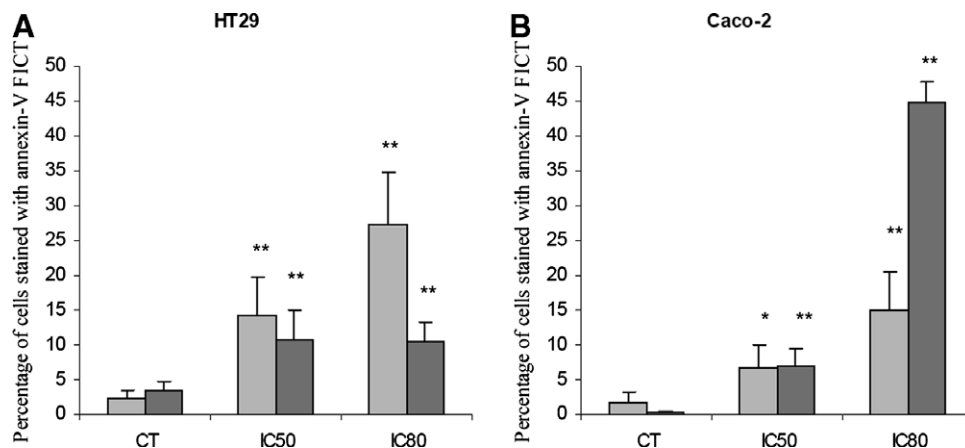 A
HT29
Percentage of cells stained with annexin-V FICT
50
45
40
35
30
25
20
15
10
5
0
**
**
**
**
CT
IC50
IC80
B
Caco-2
Percentage of cells stained with annexin-V FICT
50
45
40
35
30
25
20
15
10
5
0
*
**
**
**
CT
IC50
IC80